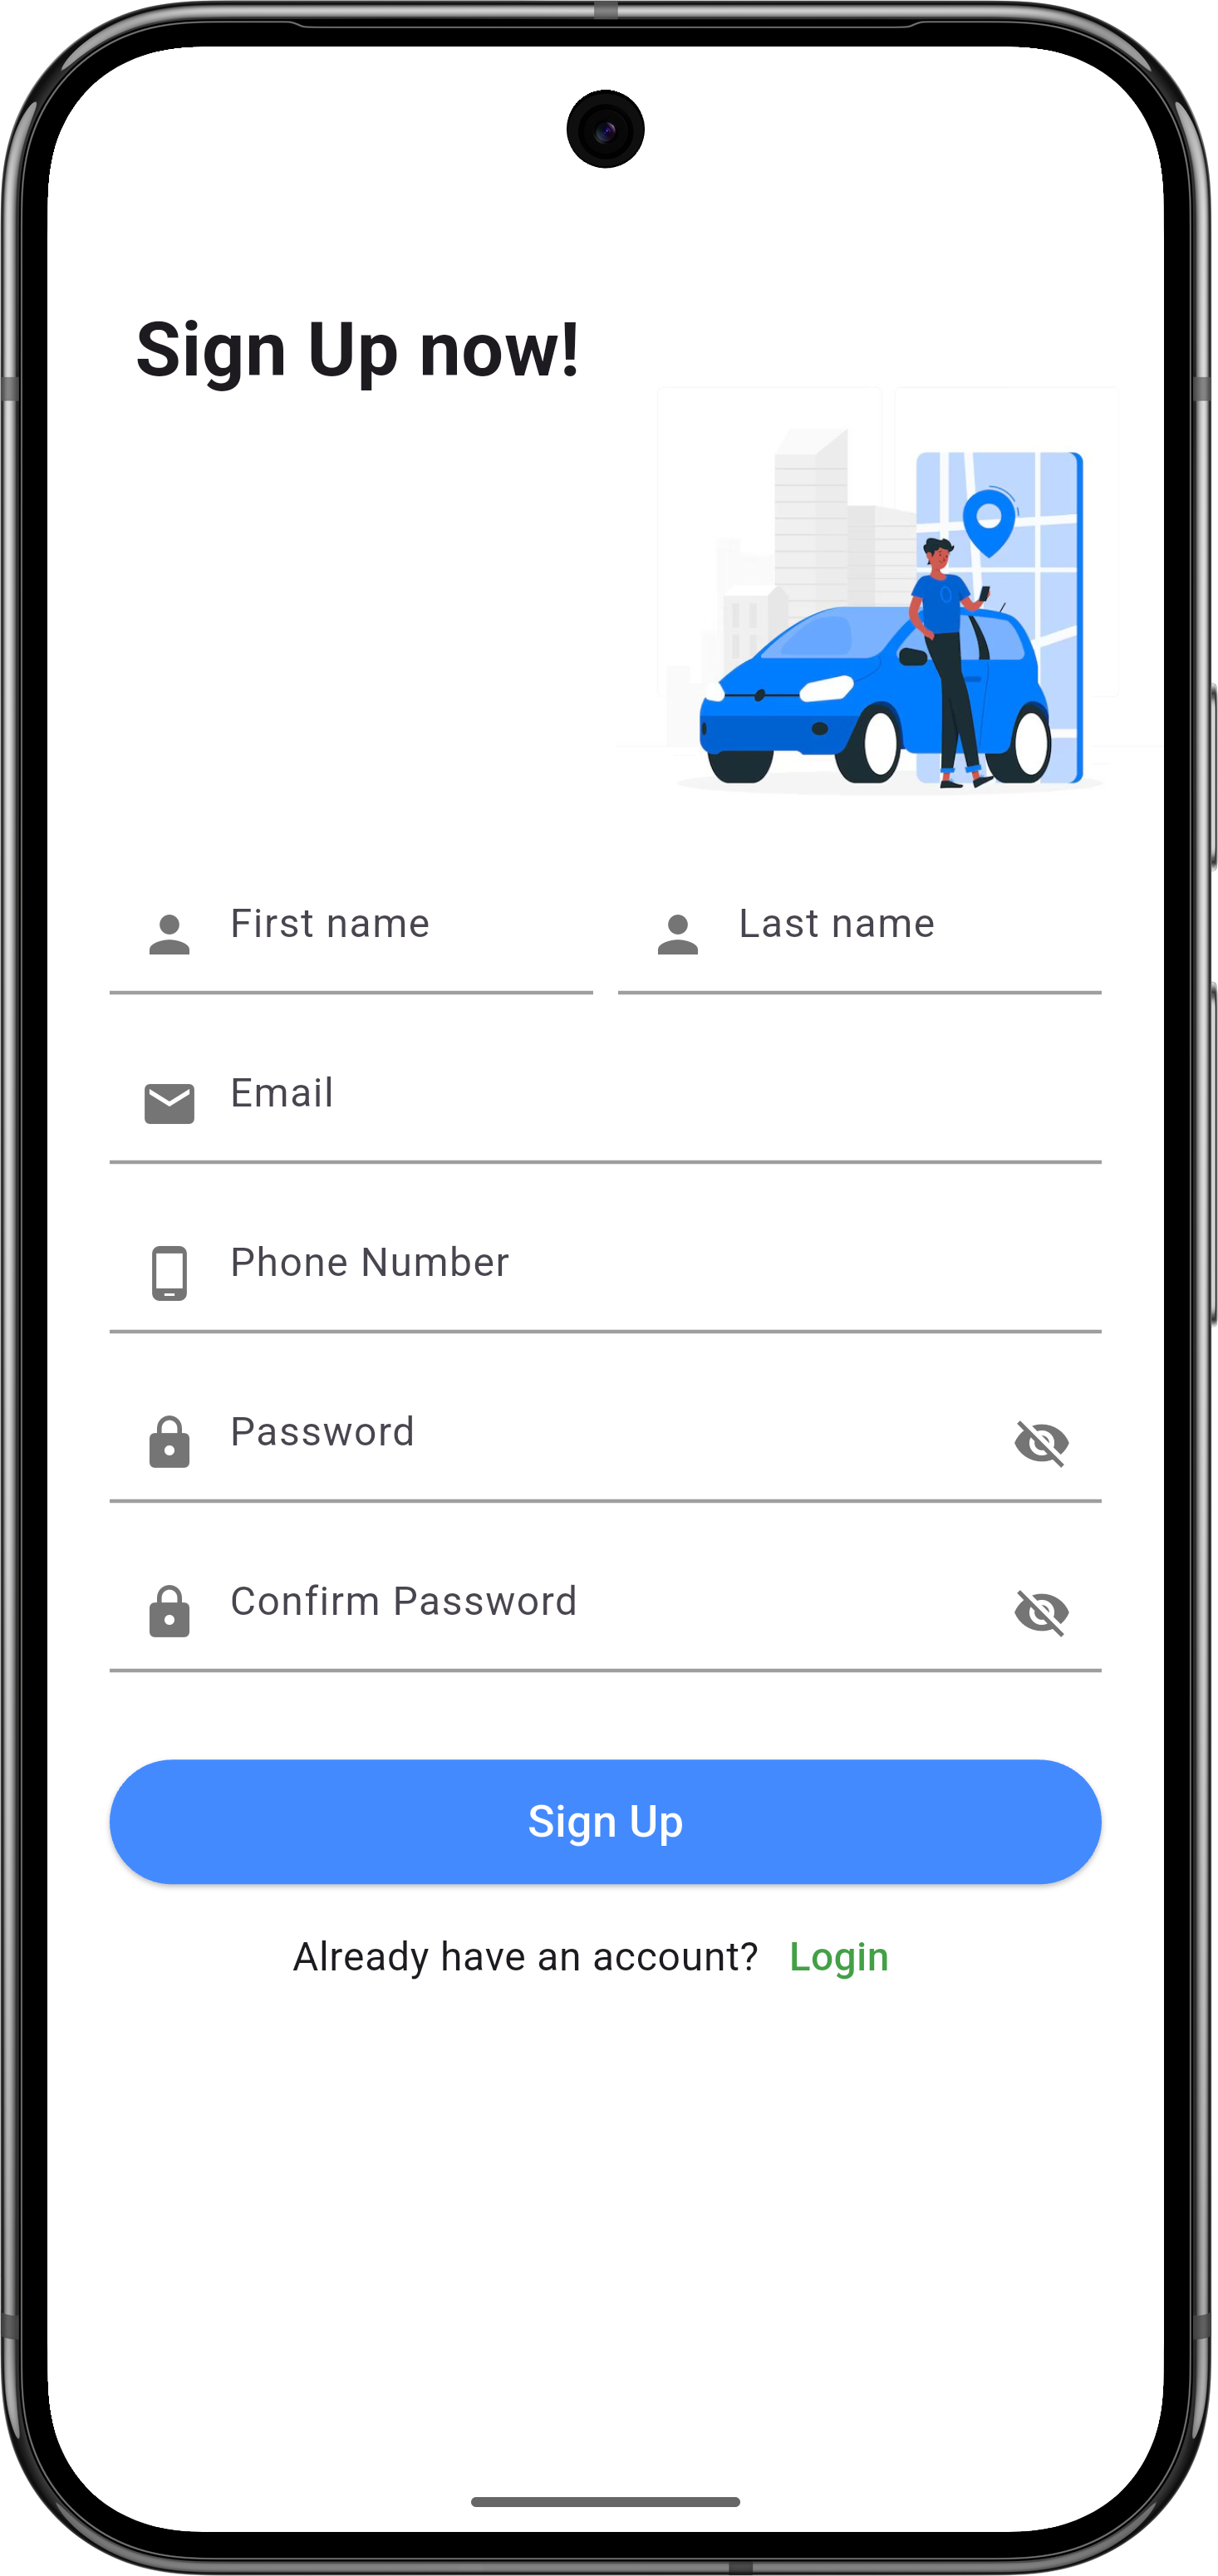 Sign Up now!
First name
Last name
Email
Phone Number
Password
Confirm Password
Sign Up
Already have an account? Login